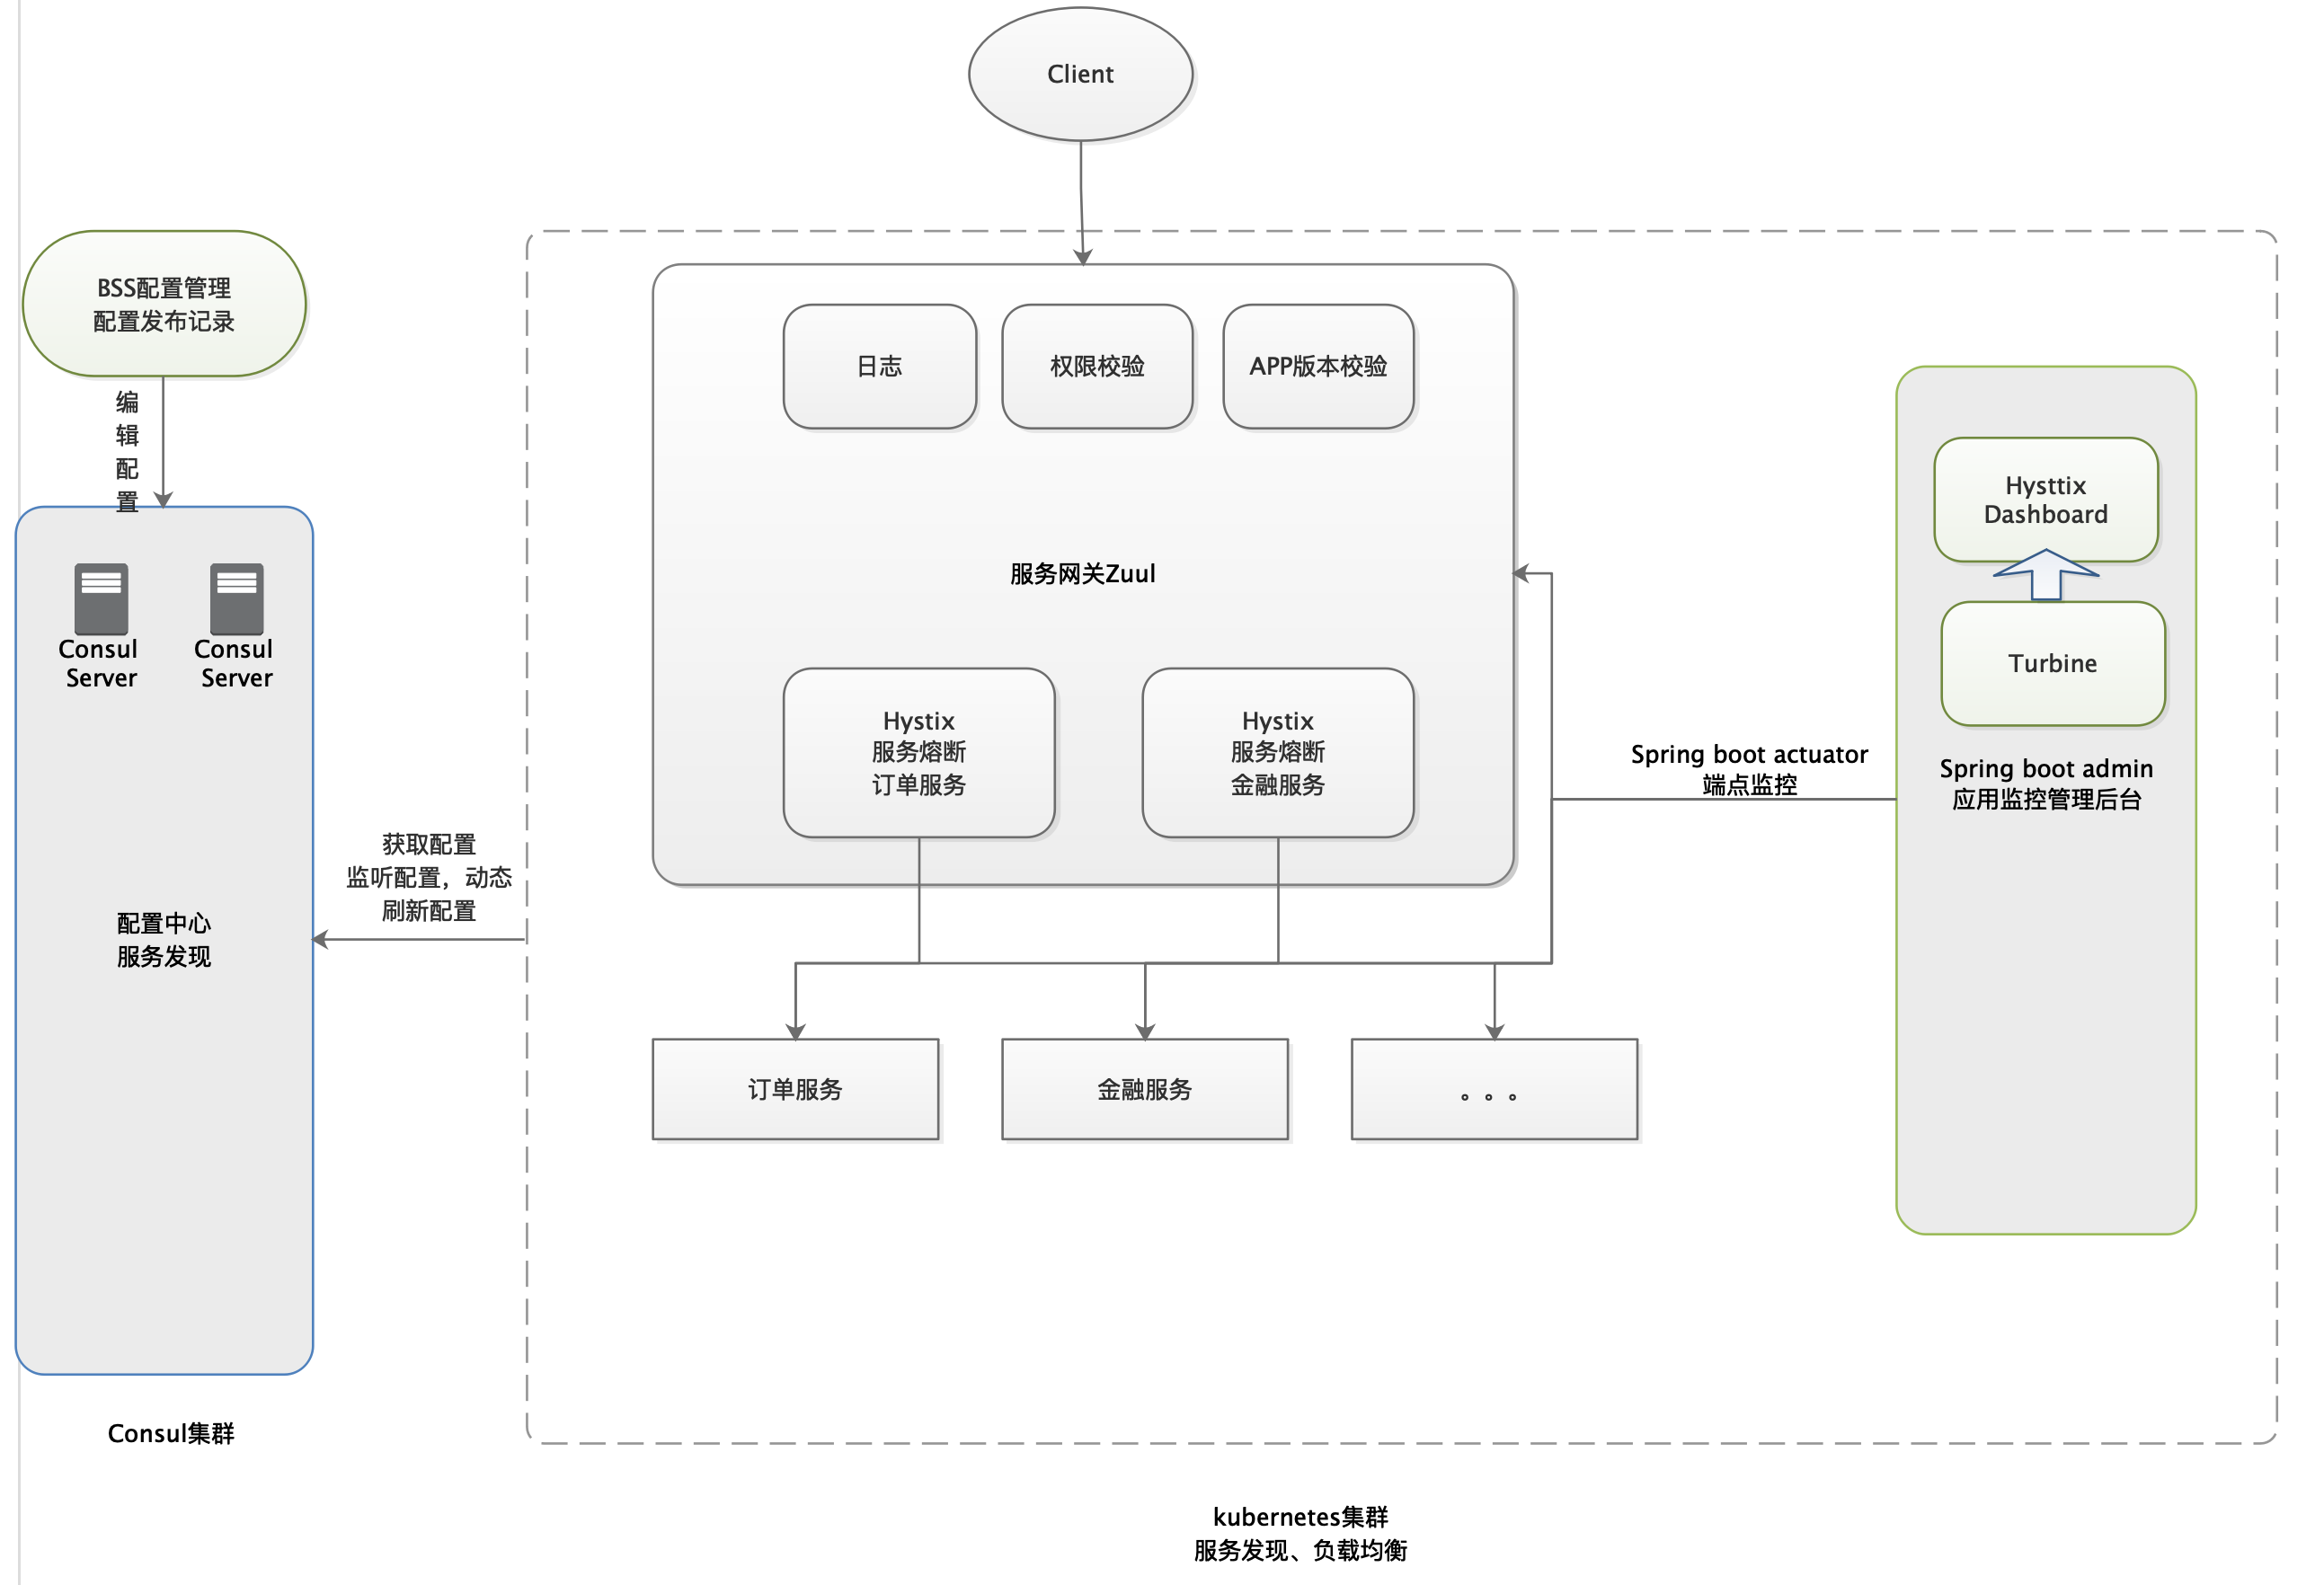 Client
BSS配置管理
配置发布记录
编
辑
配
置
Consul
Server
Consul
Server
配置中心
服务发现
Consul集群
获取配置
监听配置，动态
刷新配置
日志
权限校验
APP版本校验
服务网关Zuul
Hystix
服务熔断
订单服务
Hystix
服务熔断
金融服务
订单服务
金融服务
。。。
Spring boot actuator
端点监控
Hysttix
Dashboard
Turbine
Spring boot admin
应用监控管理后台
kubernetes集群
服务发现、负载均衡